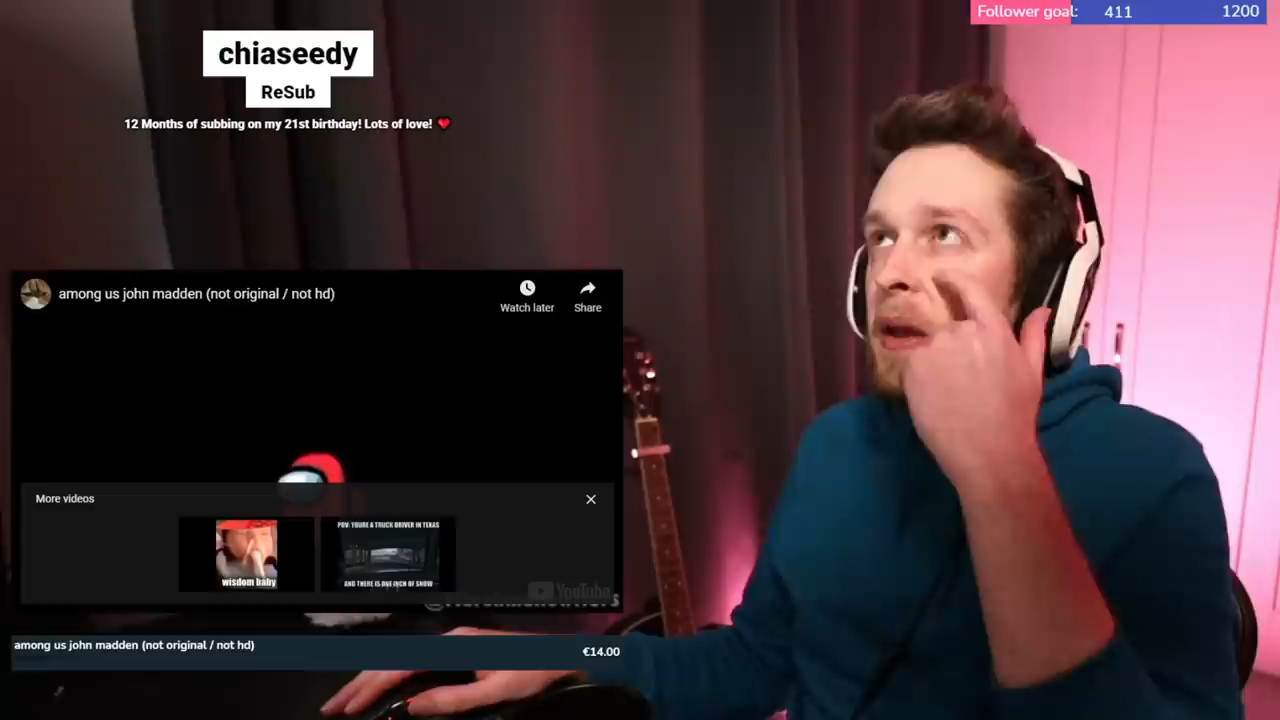 Follower goal: 411 1200
chiaseedy
ReSub
12 Months of subbing on my 21st birthday! Lots of love! ❤
among us john madden (not original / not hd)
Watch later
Share
More videos
POV: YOURE A TRUCK DRIVER IN TEXAS
wisdom baby
AND THERE IS ONE INCH OF SNOW
YouTube
among us john madden (not original / not hd)
€14.00